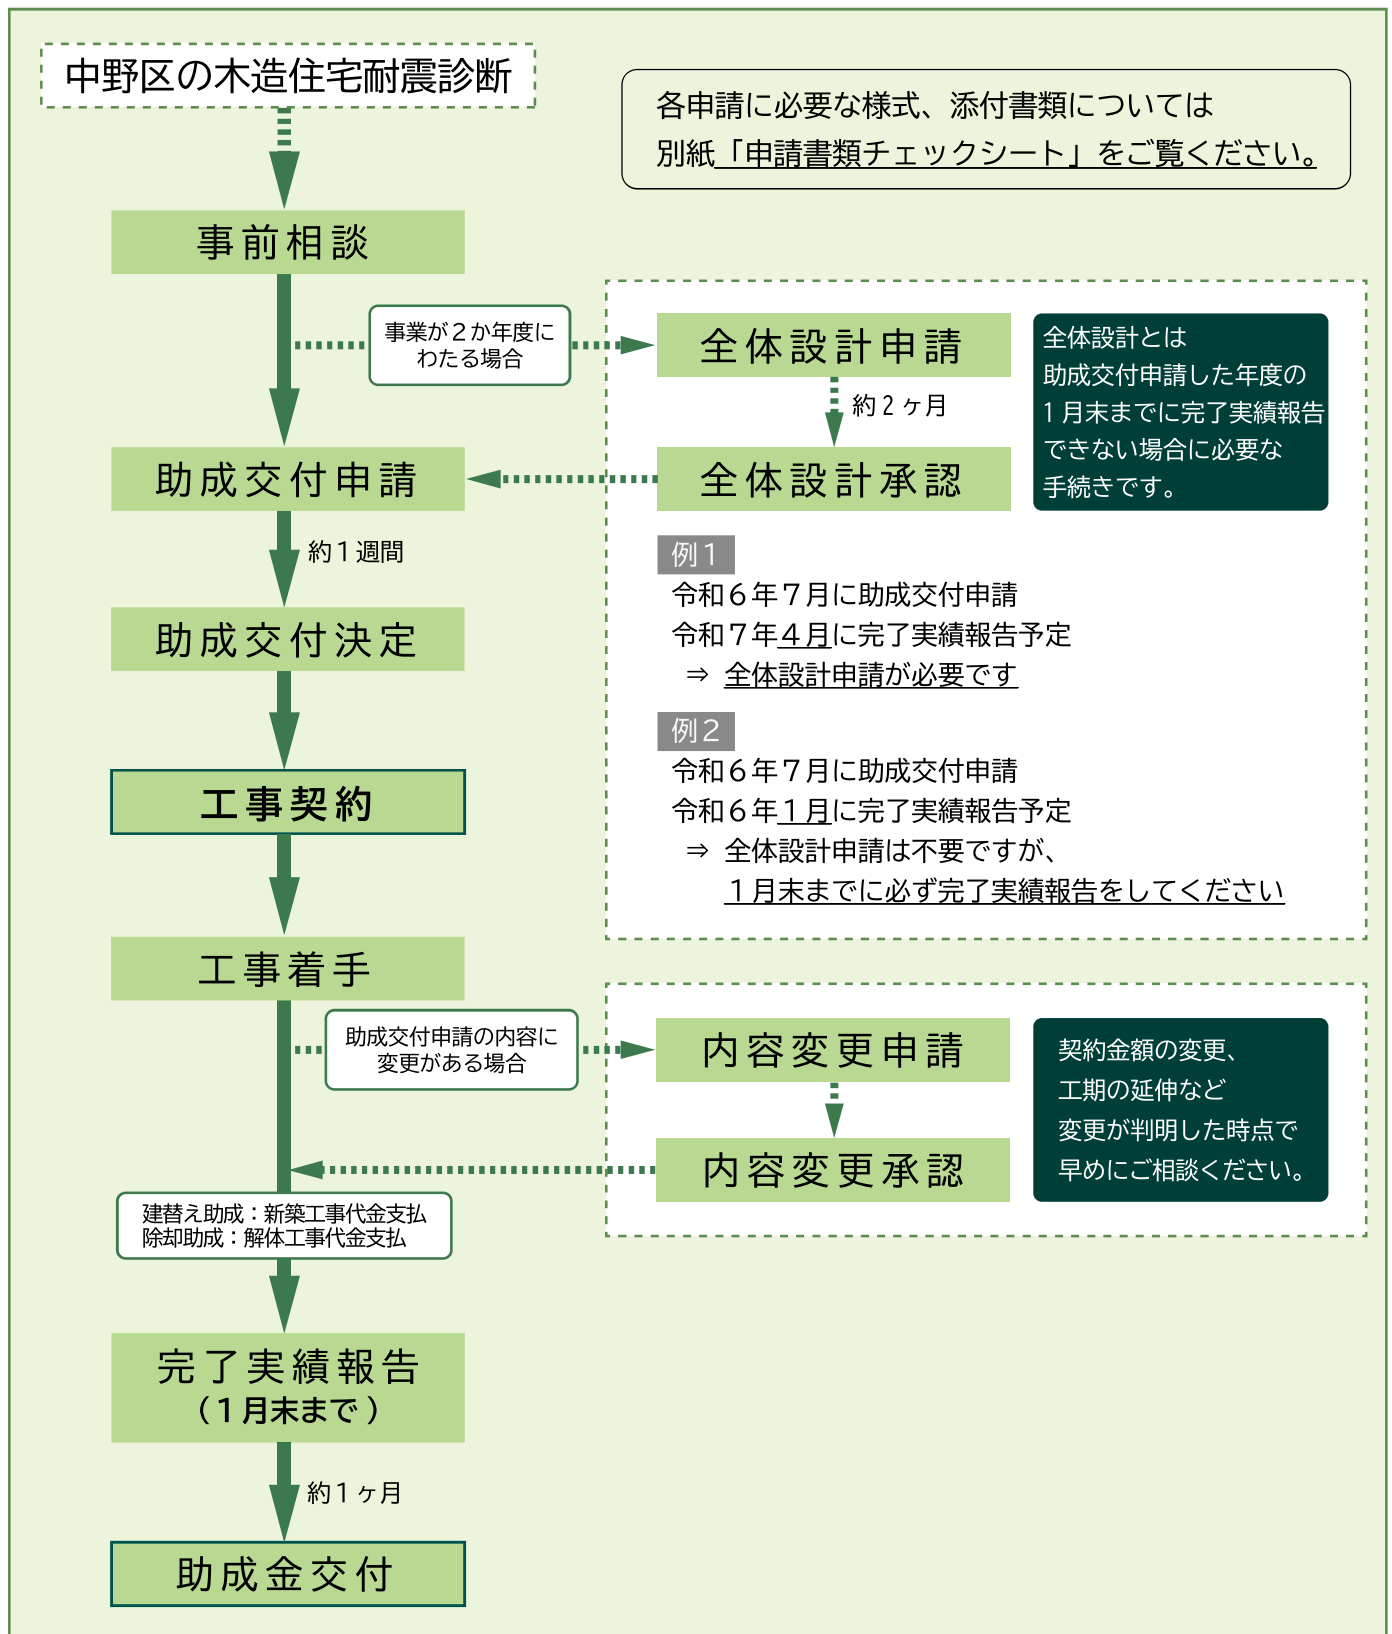 中野区の木造住宅耐震診断
各申請に必要な様式、添付書類については
別紙「申請書類チェックシート」をご覧ください。
事前相談
事業が２か年度に
わたる場合
全体設計申請
約２ヶ月
全体設計承認
全体設計とは
助成交付申請した年度の
１月末までに完了実績報告
できない場合に必要な
手続きです。
助成交付申請
約１週間
助成交付決定
例１
令和６年７月に助成交付申請
令和７年４月に完了実績報告予定
⇒ 全体設計申請が必要です
例２
令和６年７月に助成交付申請
令和６年１月に完了実績報告予定
⇒ 全体設計申請は不要ですが、
１月末までに必ず完了実績報告をしてください
工事契約
工事着手
助成交付申請の内容に
変更がある場合
内容変更申請
内容変更承認
契約金額の変更、
工期の延伸など
変更が判明した時点で
早めにご相談ください。
建替え助成：新築工事代金支払
除却助成：解体工事代金支払
完了実績報告
（１月末まで）
約１ヶ月
助成金交付